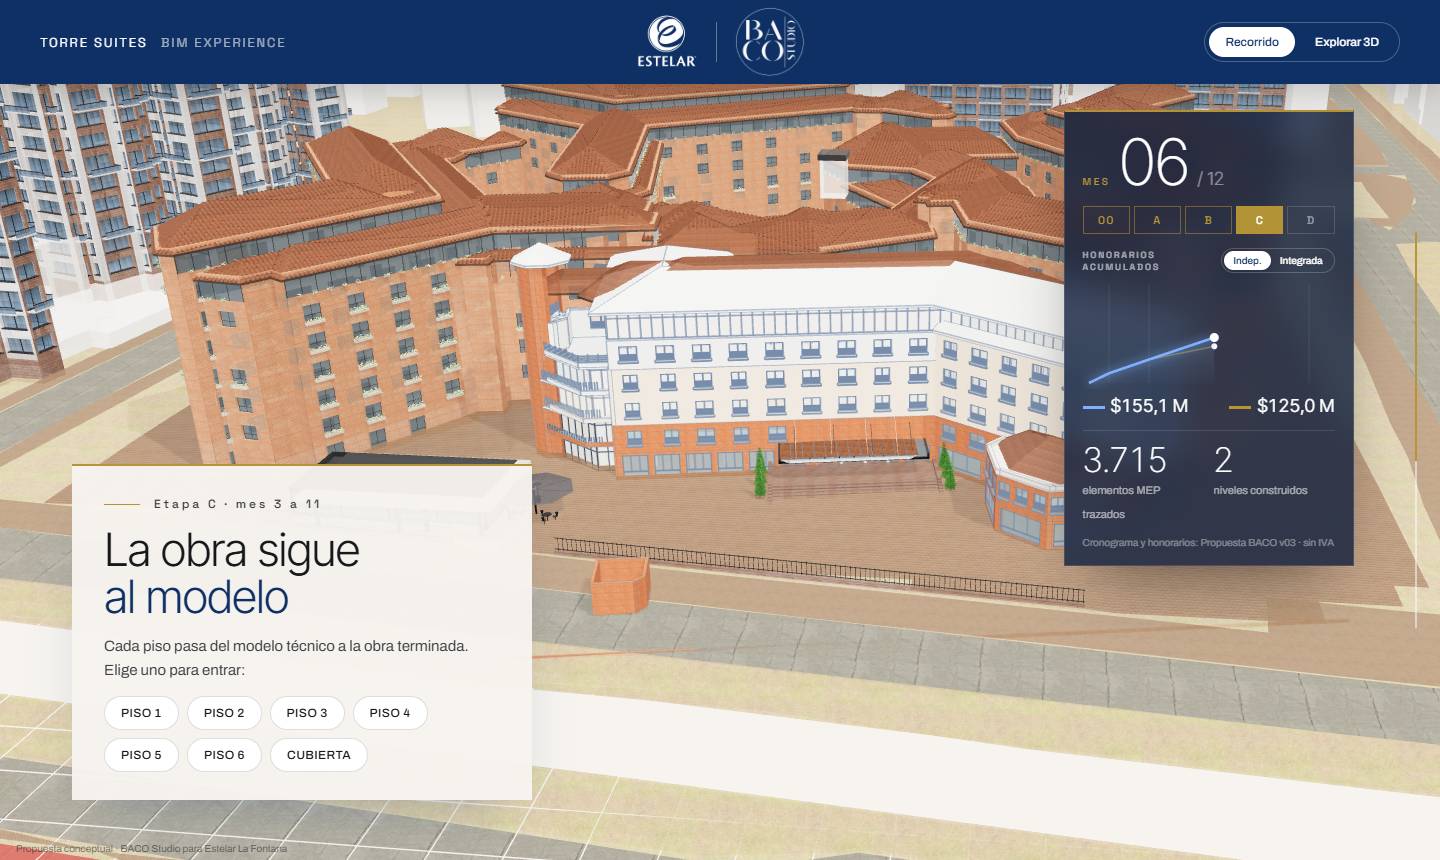 TORRE SUITES BIM EXPERIENCE
ESTELAR
BACO STUDIO
Recorrido Explorar 3D
MES 06 / 12
00 A B C D
HONORARIOS
ACUMULADOS
Indep. Integrada
$155,1 M $125,0 M
3.715 2
elementos MEP niveles construidos
trazados
Cronograma y honorarios: Propuesta BACO v03 · sin IVA
Etapa C · mes 3 a 11
La obra sigue
al modelo
Cada piso pasa del modelo técnico a la obra terminada.
Elige uno para entrar:
PISO 1 PISO 2 PISO 3 PISO 4
PISO 5 PISO 6 CUBIERTA
Propuesta conceptual · BACO Studio para Estelar La Fontana